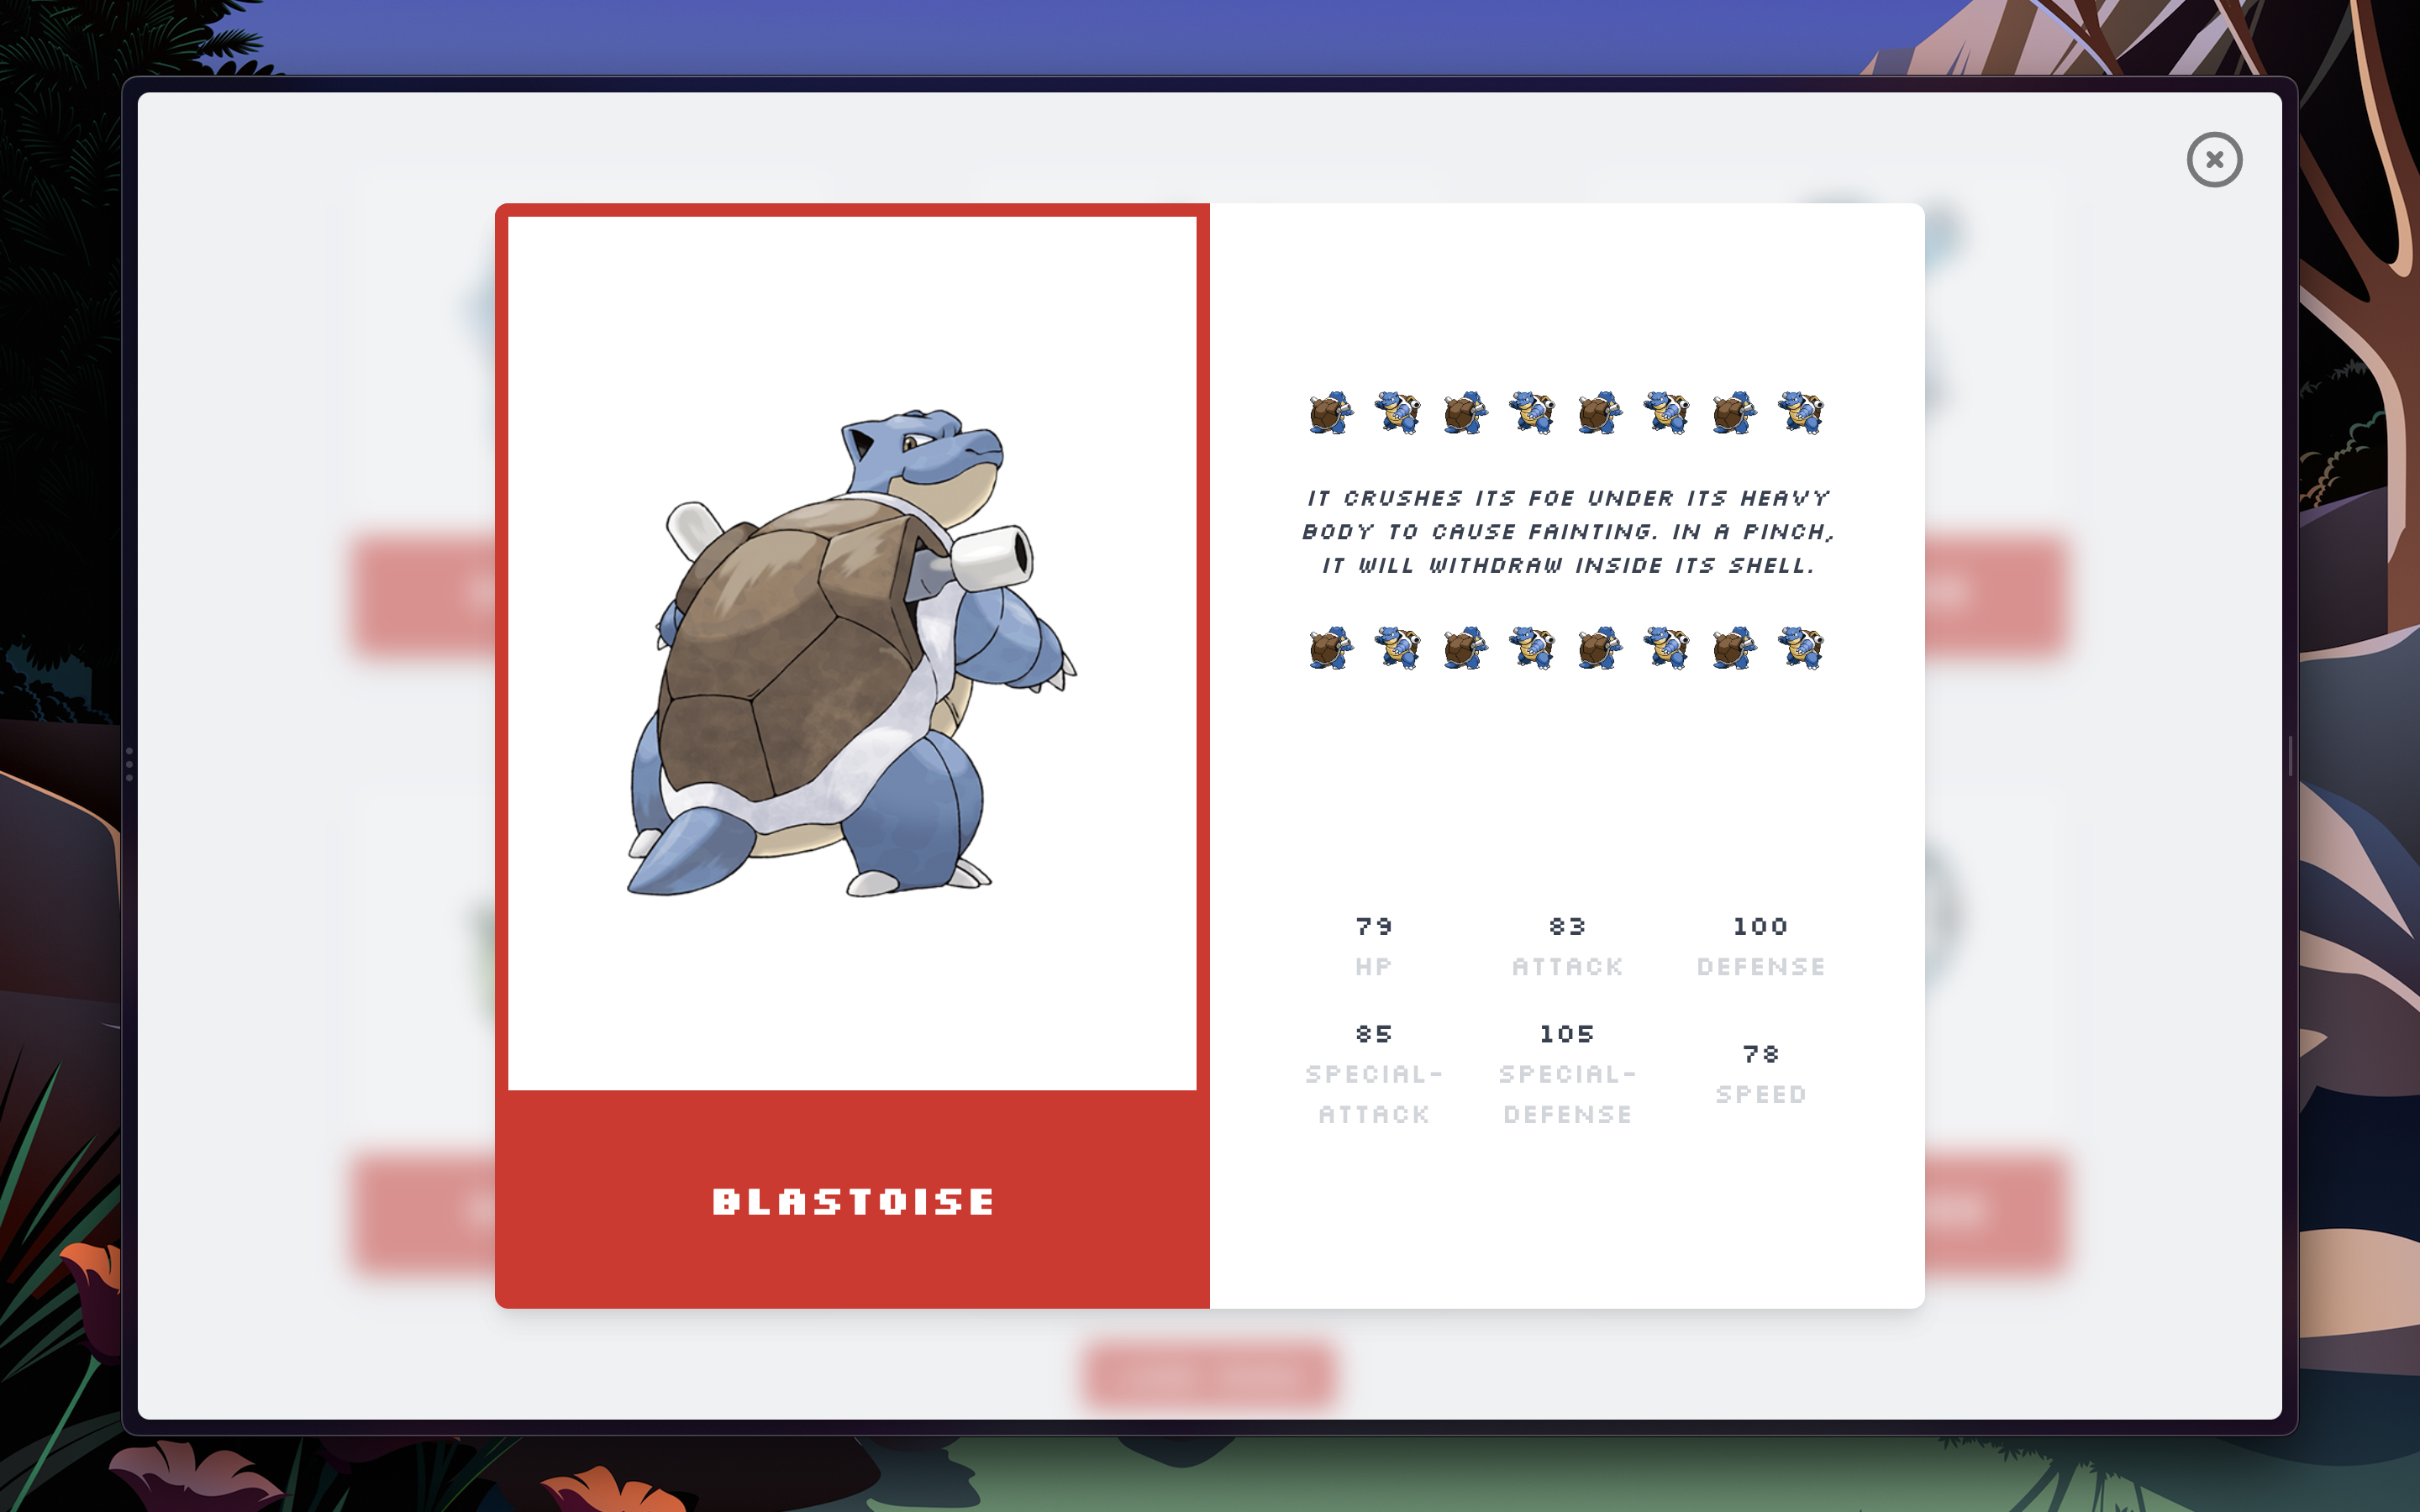 IT CRUSHES ITS FOE UNDER ITS HEAVY
BODY TO CAUSE FAINTING. IN A PINCH,
IT WILL WITHDRAW INSIDE ITS SHELL.
79
HP
83
ATTACK
100
DEFENSE
85
SPECIAL-
ATTACK
105
SPECIAL-
DEFENSE
78
SPEED
BLASTOISE